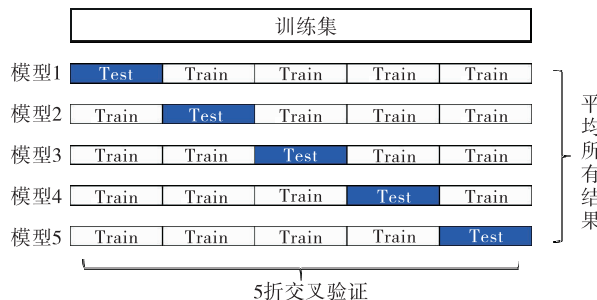 训练集
模型1 Test Train Train Train Train
模型2 Train Test Train Train Train
模型3 Train Train Test Train Train
模型4 Train Train Train Test Train
模型5 Train Train Train Train Test
平均所有结果
5折交叉验证